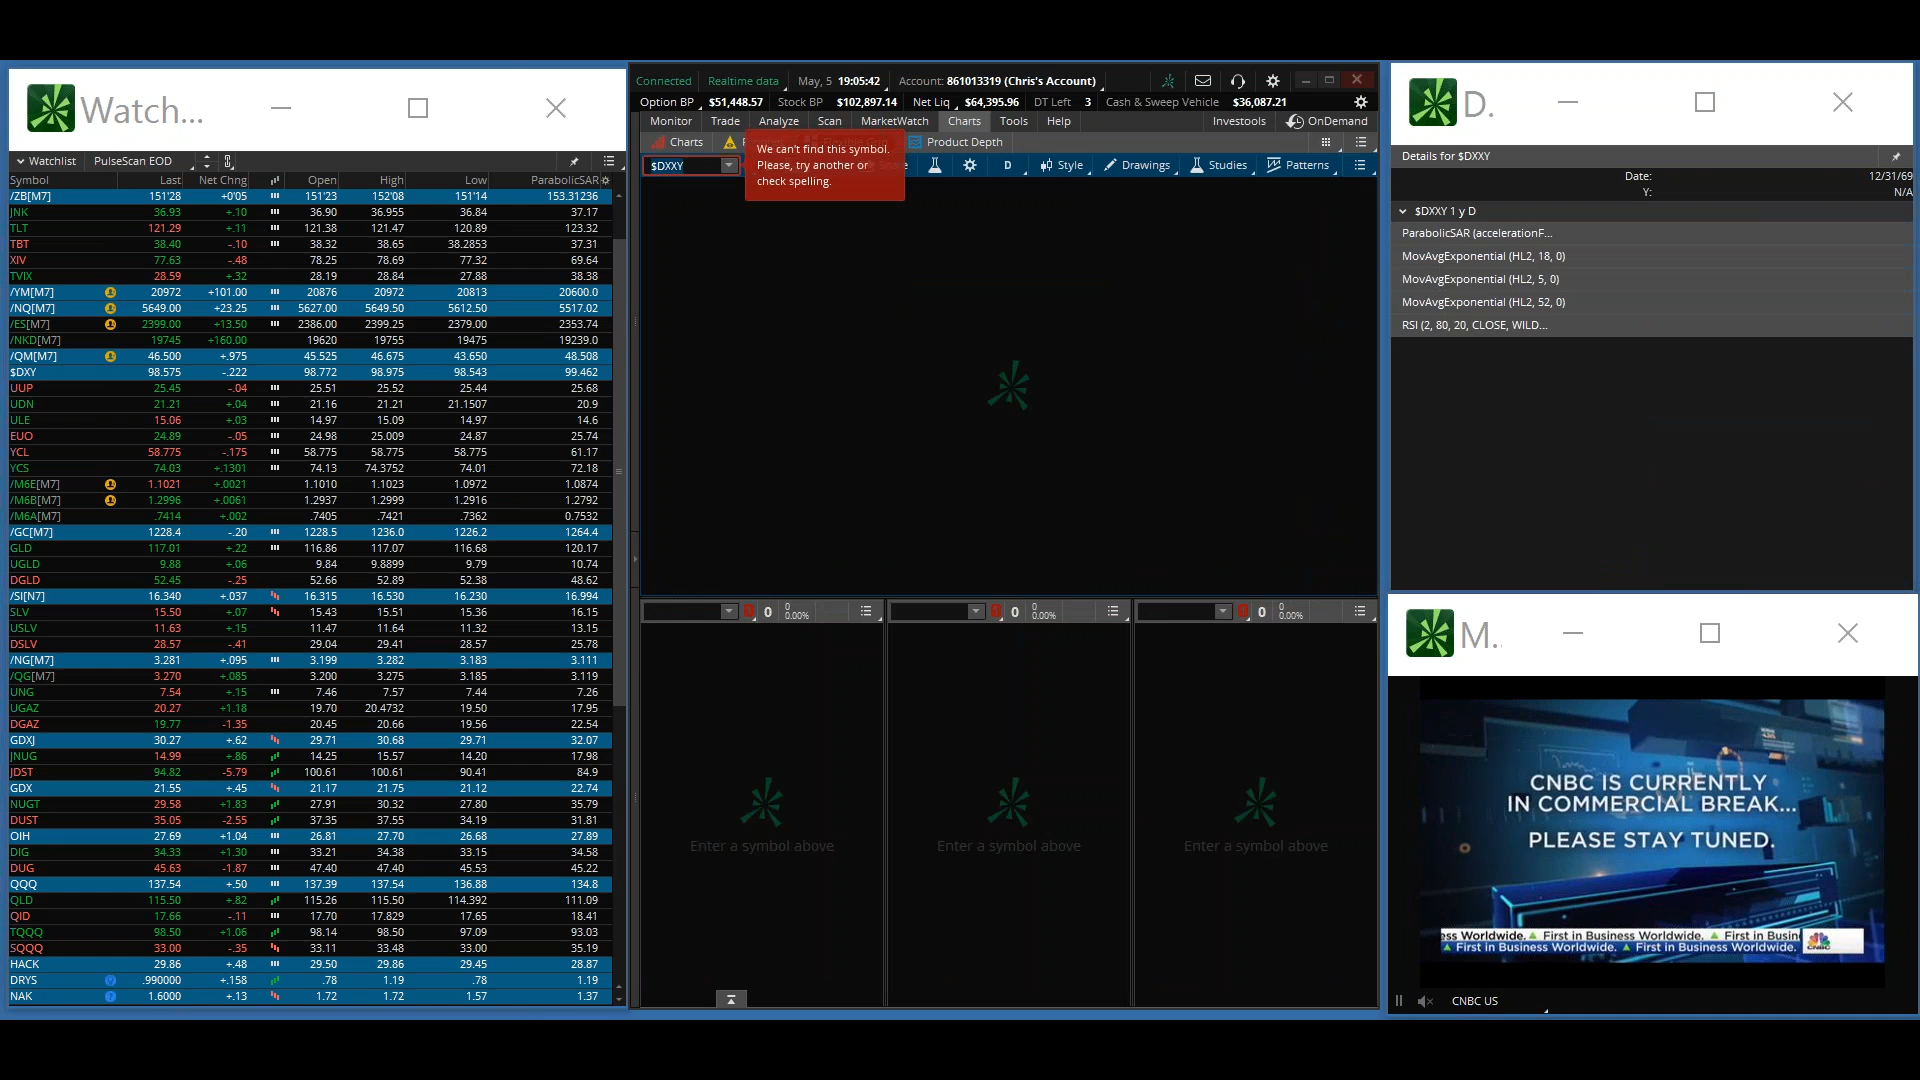 Watch...
Watchlist PulseScan EOD
Symbol Last Net Chng Open High Low ParabolicSAR
/ZB[M7] 151'28 +0'05 151'23 152'08 151'14 153.31236
JNK 36.93 +.10 36.90 36.955 36.84 37.17
TLT 121.29 +.11 121.38 121.47 120.89 123.32
TBT 38.40 -.10 38.32 38.65 38.2853 37.31
XIV 77.63 -.48 78.25 78.69 77.32 69.64
TVIX 28.59 +.32 28.19 28.84 27.88 38.38
/YM[M7] 20972 +101.00 20876 20972 20813 20600.0
/NQ[M7] 5649.00 +23.25 5627.00 5649.50 5612.50 5517.02
/ES[M7] 2399.00 +13.50 2386.00 2399.25 2379.00 2353.74
/NKD[M7] 19745 +160.00 19620 19755 19475 19239.0
/QM[M7] 46.500 +.975 45.525 46.675 43.650 48.508
$DXY 98.575 -.222 98.772 98.975 98.543 99.462
UUP 25.45 -.04 25.51 25.52 25.44 25.68
UDN 21.21 +.04 21.16 21.21 21.1507 20.9
ULE 15.06 +.03 14.97 15.09 14.97 14.6
EUO 24.89 -.05 24.98 25.009 24.87 25.74
YCL 58.775 -.175 58.775 58.775 58.775 61.17
YCS 74.03 +.1301 74.13 74.3752 74.01 72.18
/M6E[M7] 1.1021 +.0021 1.1010 1.1023 1.0972 1.0874
/M6B[M7] 1.2996 +.0061 1.2937 1.2999 1.2916 1.2792
/M6A[M7] .7414 +.002 .7405 .7421 .7362 0.7532
/GC[M7] 1228.4 -.20 1228.5 1236.0 1226.2 1264.4
GLD 117.01 +.22 116.86 117.07 116.68 120.17
UGLD 9.88 +.06 9.84 9.8899 9.79 10.74
DGLD 52.45 -.25 52.66 52.89 52.38 48.62
/SI[N7] 16.340 +.037 16.315 16.530 16.230 16.994
SLV 15.50 +.07 15.43 15.51 15.36 16.15
USLV 11.63 +.15 11.47 11.64 11.32 13.15
DSLV 28.57 -.41 29.04 29.41 28.57 25.78
/NG[M7] 3.281 +.095 3.199 3.282 3.183 3.111
/QG[M7] 3.270 +.085 3.200 3.275 3.185 3.119
UNG 7.54 +.15 7.46 7.57 7.44 7.26
UGAZ 20.27 +1.18 19.70 20.4732 19.50 17.95
DGAZ 19.77 -1.35 20.45 20.66 19.56 22.54
GDXJ 30.27 +.62 29.71 30.68 29.71 32.07
JNUG 14.99 +.86 14.25 15.57 14.20 17.98
JDST 94.82 -5.79 100.61 100.61 90.41 84.9
GDX 21.55 +.45 21.17 21.75 21.12 22.74
NUGT 29.58 +1.83 27.91 30.32 27.80 35.79
DUST 35.05 -2.55 37.35 37.55 34.19 31.81
OIH 27.69 +1.04 26.81 27.70 26.68 27.89
DIG 34.33 +1.30 33.21 34.38 33.15 34.58
DUG 45.63 -1.87 47.40 47.40 45.53 45.22
QQQ 137.54 +.50 137.39 137.54 136.88 134.8
QLD 115.50 +.82 115.26 115.50 114.392 111.09
QID 17.66 -.11 17.70 17.829 17.65 18.41
TQQQ 98.50 +1.06 98.14 98.50 97.09 93.03
SQQQ 33.00 -.35 33.11 33.48 33.00 35.19
HACK 29.86 +.48 29.50 29.86 29.45 28.87
DRYS .990000 +.158 .78 1.19 .78 1.19
NAK 1.6000 +.13 1.72 1.72 1.57 1.37
Connected Realtime data May, 5 19:05:42 Account: 861013319 (Chris's Account)
Option BP $51,448.57 Stock BP $102,897.14 Net Liq $64,395.96 DT Left 3 Cash & Sweep Vehicle $36,087.21
Monitor Trade Analyze Scan MarketWatch Charts Tools Help Investools OnDemand
Charts Product Depth
$DXXY D Style Drawings Studies Patterns
We can't find this symbol.
Please, try another or
check spelling.
0 0 0.00%
0 0 0.00%
0 0 0.00%
Enter a symbol above
Enter a symbol above
Enter a symbol above
D.
Details for $DXXY
Date: 12/31/69
Y: N/A
$DXXY 1 y D
ParabolicSAR (accelerationF...
MovAvgExponential (HL2, 18, 0)
MovAvgExponential (HL2, 5, 0)
MovAvgExponential (HL2, 52, 0)
RSI (2, 80, 20, CLOSE, WILD...
M..
CNBC IS CURRENTLY
IN COMMERCIAL BREAK...
PLEASE STAY TUNED.
ess Worldwide. First in Business Worldwide. First in Busin
First in Business Worldwide. First in Business Worldwide.
CNBC
CNBC US